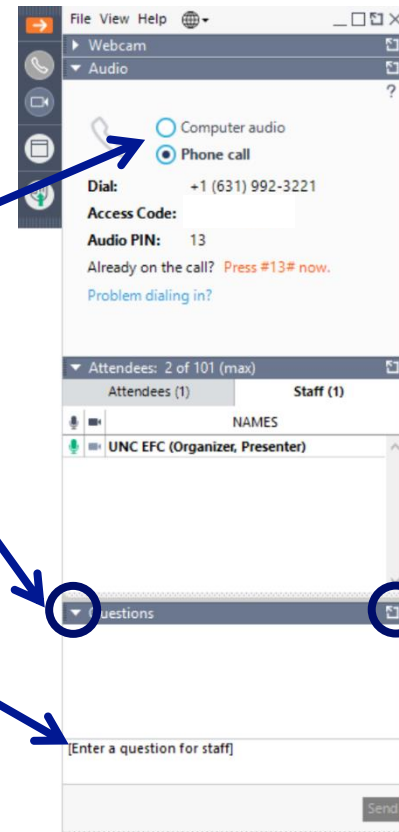 File View Help
Webcam
Audio
?
Computer audio
Phone call
Dial: +1 (631) 992-3221
Access Code:
Audio PIN: 13
Already on the call? Press #13# now.
Problem dialing in?
Attendees: 2 of 101 (max)
Attendees (1) Staff (1)
NAMES
UNC EFC (Organizer, Presenter)
Questions
[Enter a question for staff]
Send